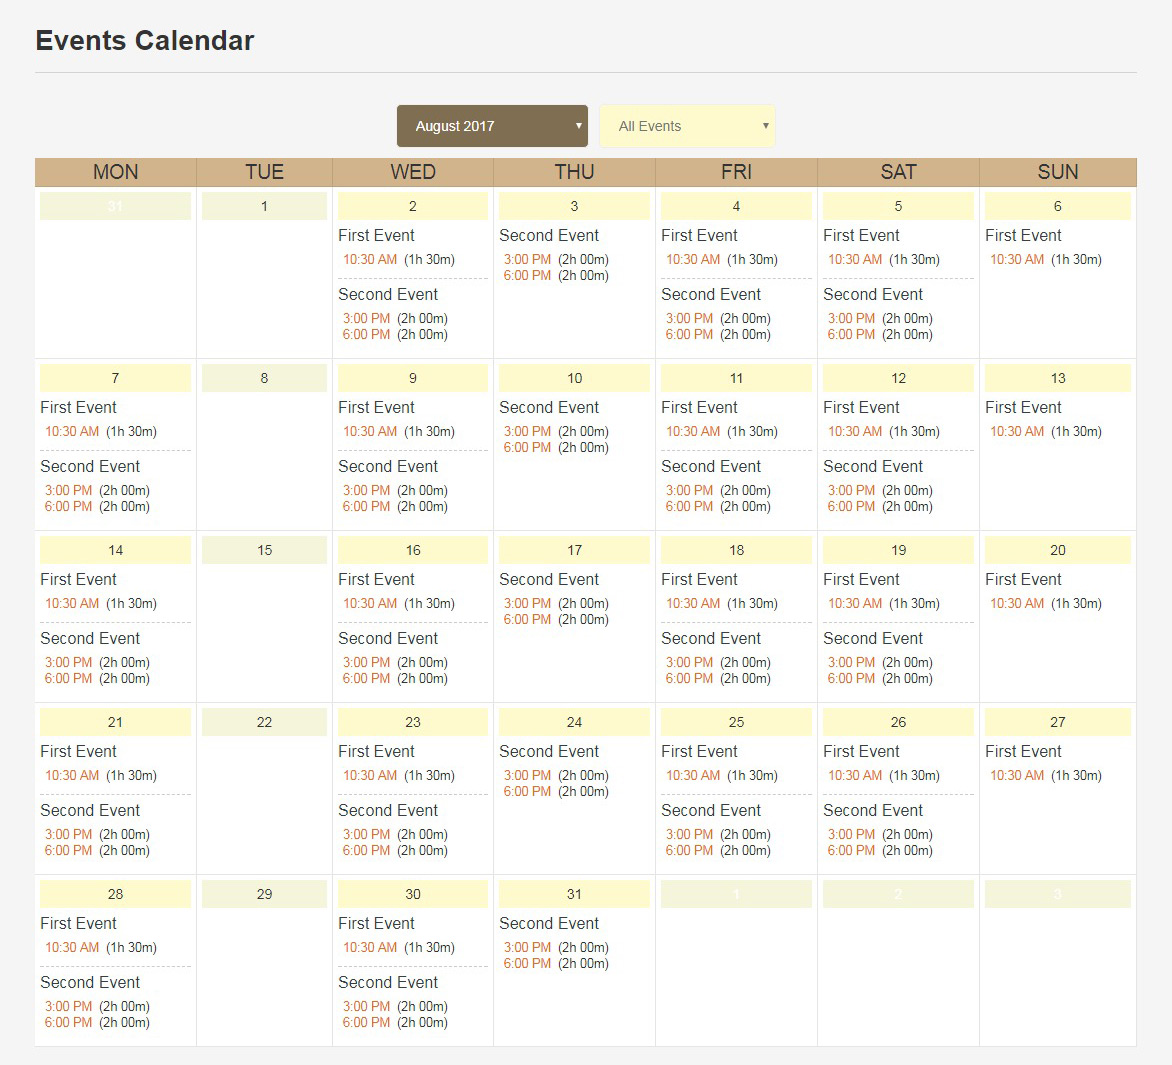 Events Calendar
August 2017 All Events
MON TUE WED THU FRI SAT SUN
31 1 2 3 4 5 6
First Event Second Event First Event First Event First Event
10:30 AM (1h 30m) 3:00 PM (2h 00m) 10:30 AM (1h 30m) 10:30 AM (1h 30m) 10:30 AM (1h 30m)
6:00 PM (2h 00m)
Second Event Second Event Second Event
3:00 PM (2h 00m) 3:00 PM (2h 00m) 3:00 PM (2h 00m)
6:00 PM (2h 00m) 6:00 PM (2h 00m) 6:00 PM (2h 00m)
7 8 9 10 11 12 13
First Event First Event Second Event First Event First Event First Event
10:30 AM (1h 30m) 10:30 AM (1h 30m) 3:00 PM (2h 00m) 10:30 AM (1h 30m) 10:30 AM (1h 30m) 10:30 AM (1h 30m)
6:00 PM (2h 00m)
Second Event Second Event Second Event Second Event
3:00 PM (2h 00m) 3:00 PM (2h 00m) 3:00 PM (2h 00m) 3:00 PM (2h 00m)
6:00 PM (2h 00m) 6:00 PM (2h 00m) 6:00 PM (2h 00m) 6:00 PM (2h 00m)
14 15 16 17 18 19 20
First Event First Event Second Event First Event First Event First Event
10:30 AM (1h 30m) 10:30 AM (1h 30m) 3:00 PM (2h 00m) 10:30 AM (1h 30m) 10:30 AM (1h 30m) 10:30 AM (1h 30m)
6:00 PM (2h 00m)
Second Event Second Event Second Event Second Event
3:00 PM (2h 00m) 3:00 PM (2h 00m) 3:00 PM (2h 00m) 3:00 PM (2h 00m)
6:00 PM (2h 00m) 6:00 PM (2h 00m) 6:00 PM (2h 00m) 6:00 PM (2h 00m)
21 22 23 24 25 26 27
First Event First Event Second Event First Event First Event First Event
10:30 AM (1h 30m) 10:30 AM (1h 30m) 3:00 PM (2h 00m) 10:30 AM (1h 30m) 10:30 AM (1h 30m) 10:30 AM (1h 30m)
6:00 PM (2h 00m)
Second Event Second Event Second Event Second Event
3:00 PM (2h 00m) 3:00 PM (2h 00m) 3:00 PM (2h 00m) 3:00 PM (2h 00m)
6:00 PM (2h 00m) 6:00 PM (2h 00m) 6:00 PM (2h 00m) 6:00 PM (2h 00m)
28 29 30 31 1 2 3
First Event First Event Second Event
10:30 AM (1h 30m) 10:30 AM (1h 30m) 3:00 PM (2h 00m)
6:00 PM (2h 00m)
Second Event Second Event
3:00 PM (2h 00m) 3:00 PM (2h 00m)
6:00 PM (2h 00m) 6:00 PM (2h 00m)